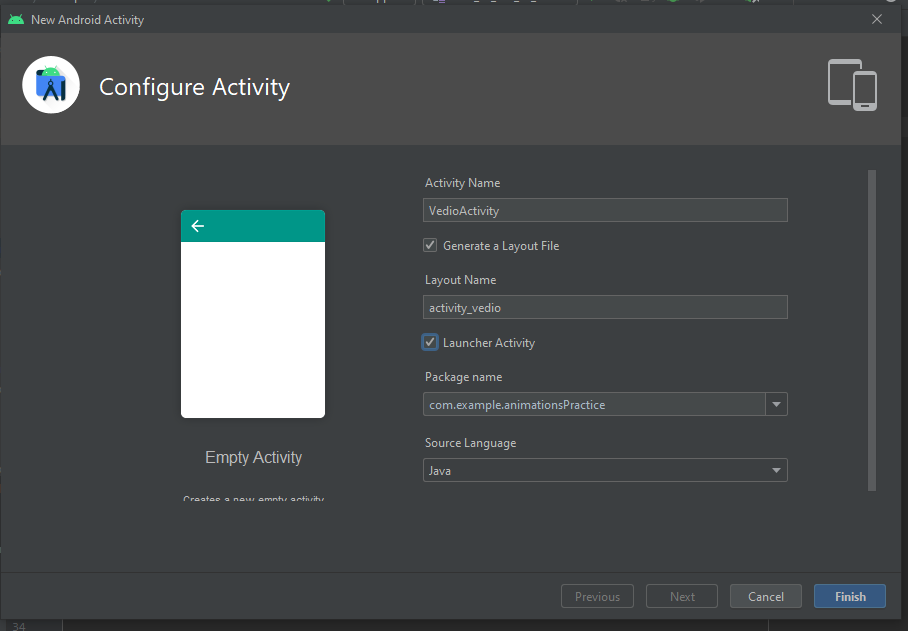 New Android Activity
Configure Activity
Activity Name
VedioActivity
Generate a Layout File
Layout Name
activity_vedio
Launcher Activity
Package name
com.example.animationsPractice
Source Language
Java
Empty Activity
Creates a new empty activity
Previous
Next
Cancel
Finish
34